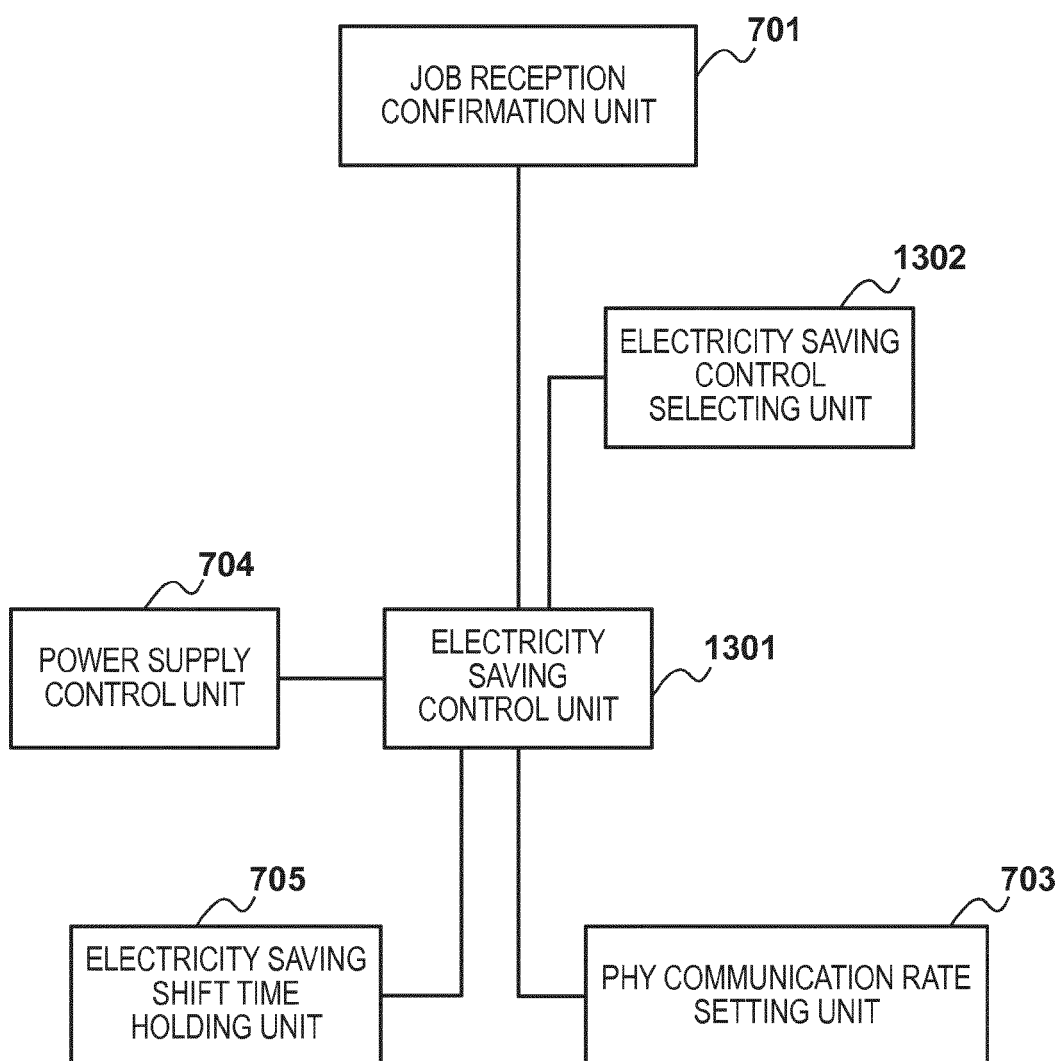 701
JOB RECEPTION
CONFIRMATION UNIT
1302
ELECTRICITY SAVING
CONTROL
SELECTING UNIT
704
POWER SUPPLY
CONTROL UNIT
1301
ELECTRICITY
SAVING
CONTROL UNIT
705
ELECTRICITY SAVING
SHIFT TIME
HOLDING UNIT
703
PHY COMMUNICATION RATE
SETTING UNIT